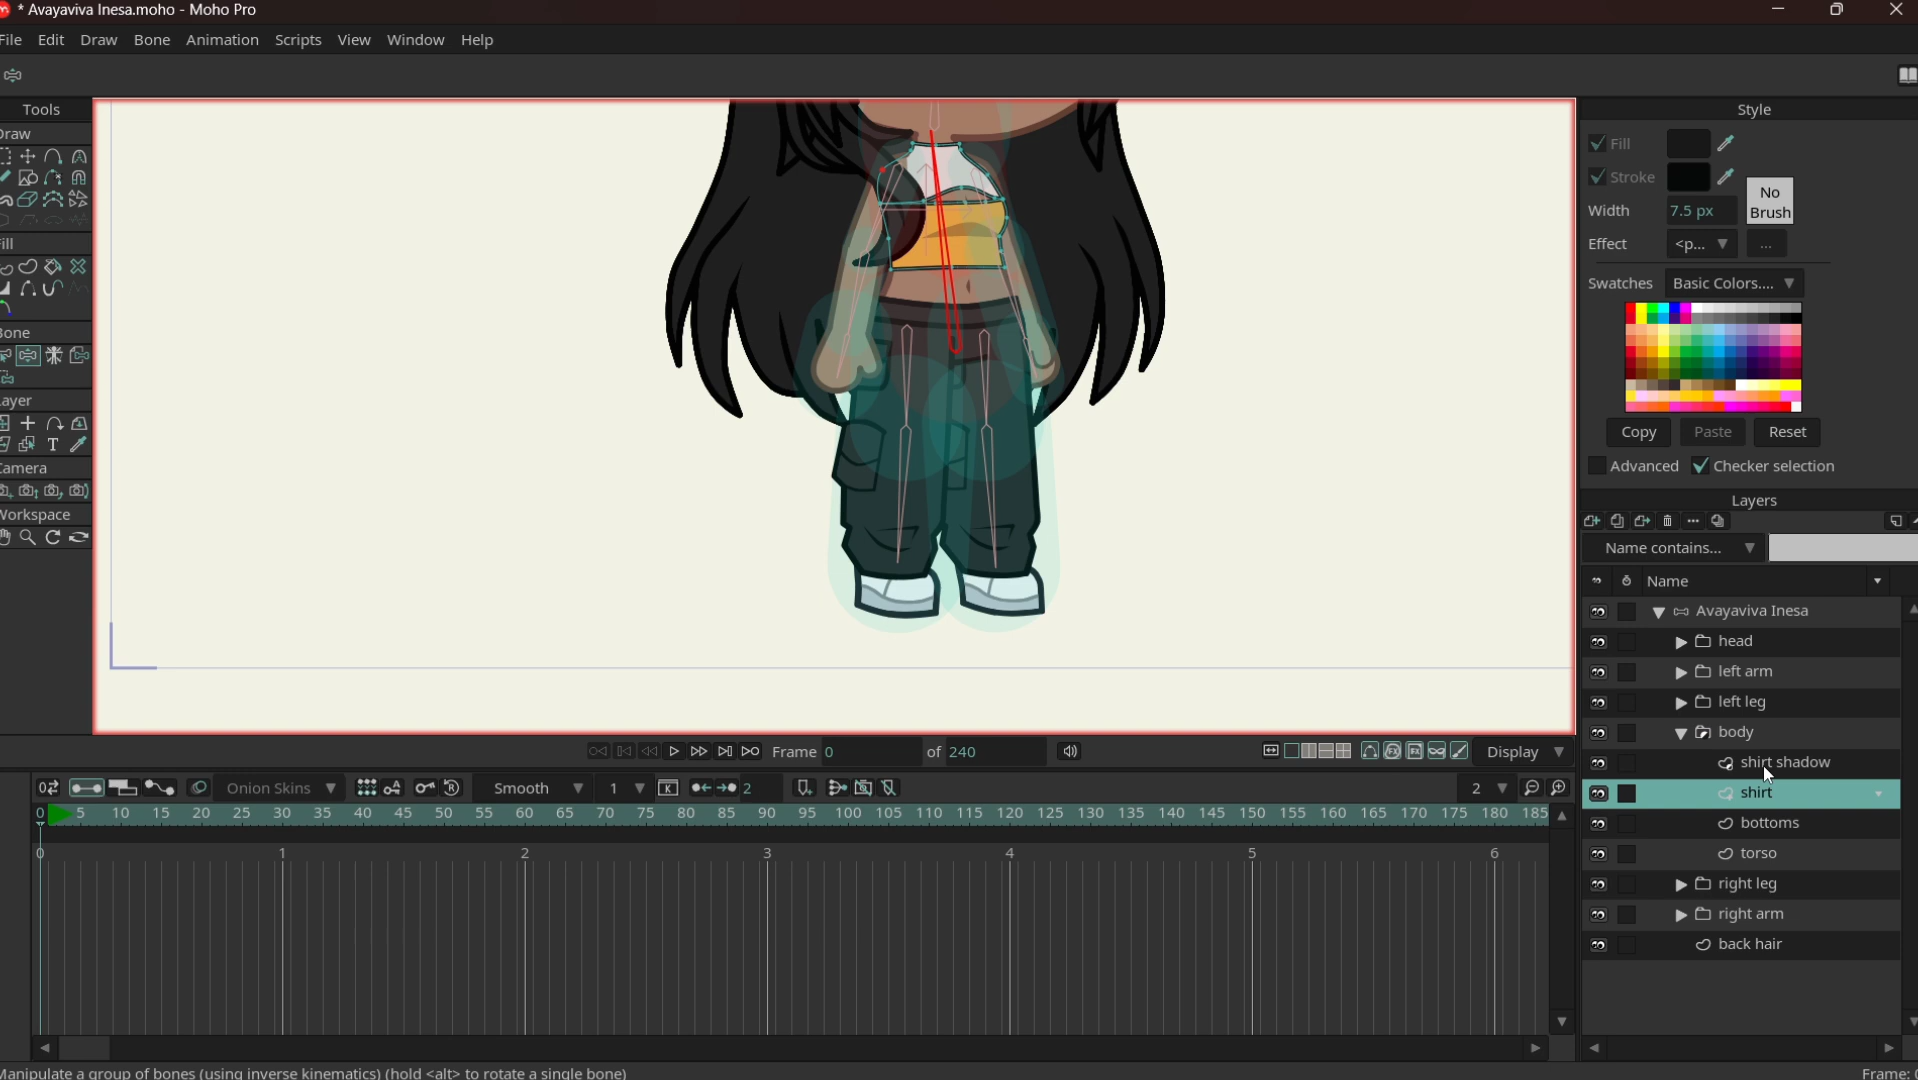 * Avayaviva Inesa.moho - Moho Pro
File Edit Draw Bone Animation Scripts View Window Help
Tools
Draw
Fill
Bone
Layer
Camera
Workspace
Style
Fill
Stroke
No
Brush
Width 7.5 px
Effect <p... ...
Swatches Basic Colors....
Copy Paste Reset
Advanced Checker selection
Layers
Name contains...
Name
Avayaviva Inesa
head
left arm
left leg
body
shirt shadow
shirt
bottoms
torso
right leg
right arm
back hair
Frame 0 of 240 Display
Onion Skins Smooth 1 2 2
0 5 10 15 20 25 30 35 40 45 50 55 60 65 70 75 80 85 90 95 100 105 110 115 120 125 130 135 140 145 150 155 160 165 170 175 180 185
0 1 2 3 4 5 6
Manipulate a group of bones (using inverse kinematics) (hold <alt> to rotate a single bone) Frame: 0